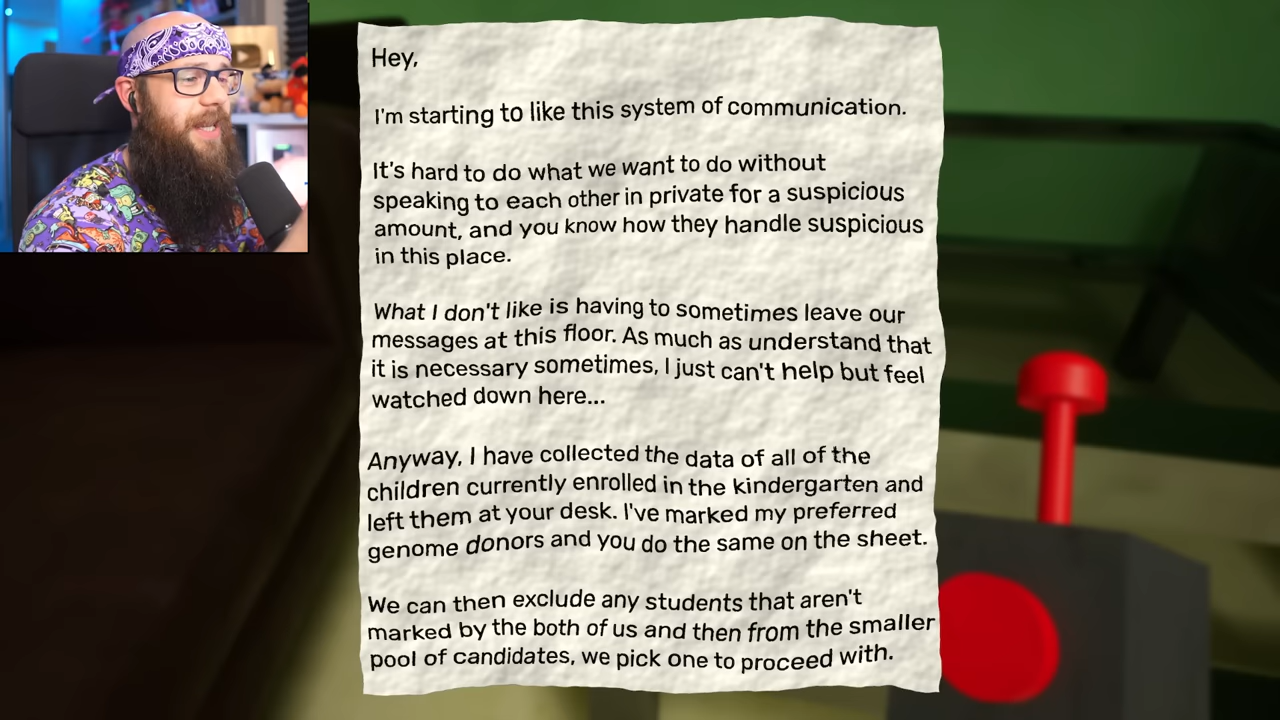 Hey,
I'm starting to like this system of communication.
It's hard to do what we want to do without
speaking to each other in private for a suspicious
amount, and you know how they handle suspicious
in this place.
What I don't like is having to sometimes leave our
messages at this floor. As much as understand that
it is necessary sometimes, I just can't help but feel
watched down here...
Anyway, I have collected the data of all of the
children currently enrolled in the kindergarten and
left them at your desk. I've marked my preferred
genome donors and you do the same on the sheet.
We can then exclude any students that aren't
marked by the both of us and then from the smaller
pool of candidates, we pick one to proceed with.